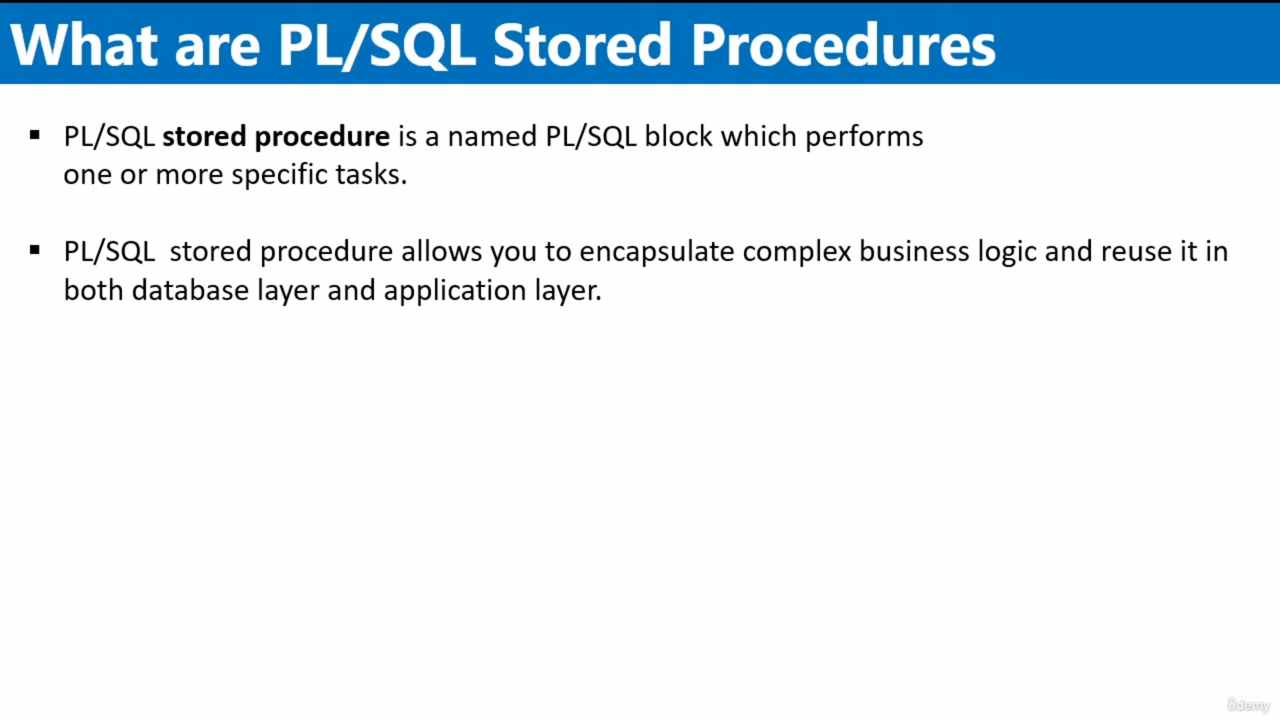 What are PL/SQL Stored Procedures
▪ PL/SQL stored procedure is a named PL/SQL block which performs
one or more specific tasks.
▪ PL/SQL  stored procedure allows you to encapsulate complex business logic and reuse it in
both database layer and application layer.
ûdemy